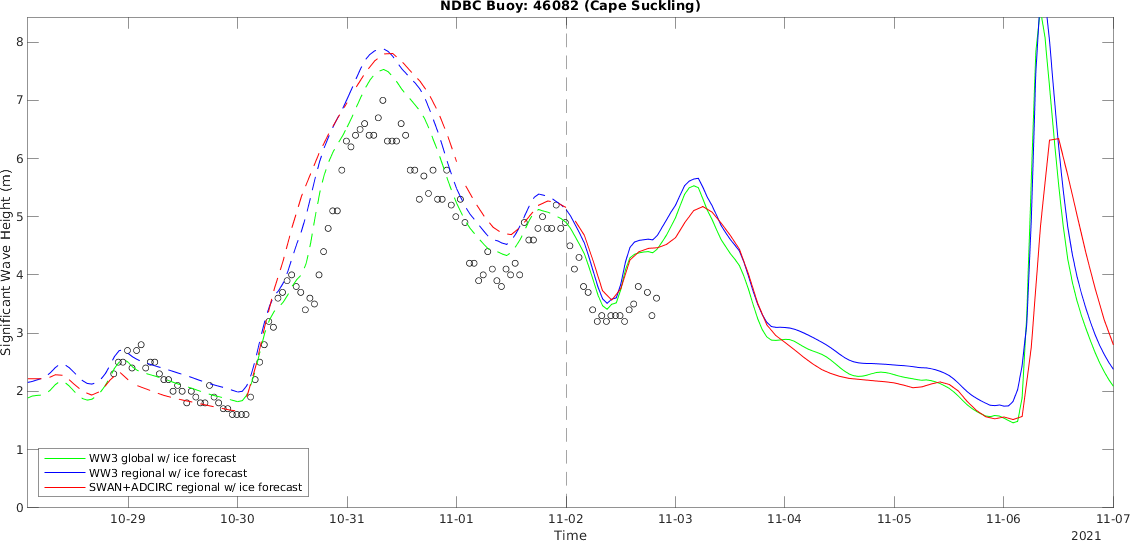 NDBC Buoy: 46082 (Cape Suckling)
Significant Wave Height (m)
8
7
6
5
4
3
2
1
0
WW3 global w/ ice forecast
WW3 regional w/ ice forecast
SWAN+ADCIRC regional w/ ice forecast
10-29 10-30 10-31 11-01 11-02 11-03 11-04 11-05 11-06 11-07
Time
2021